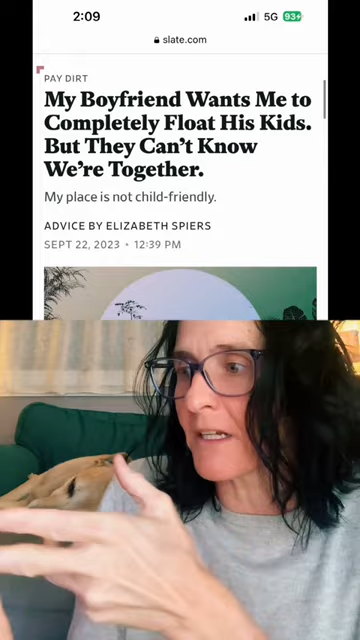 2:09
5G 93+
slate.com
PAY DIRT
My Boyfriend Wants Me to
Completely Float His Kids.
But They Can’t Know
We’re Together.
My place is not child-friendly.
ADVICE BY ELIZABETH SPIERS
SEPT 22, 2023 • 12:39 PM